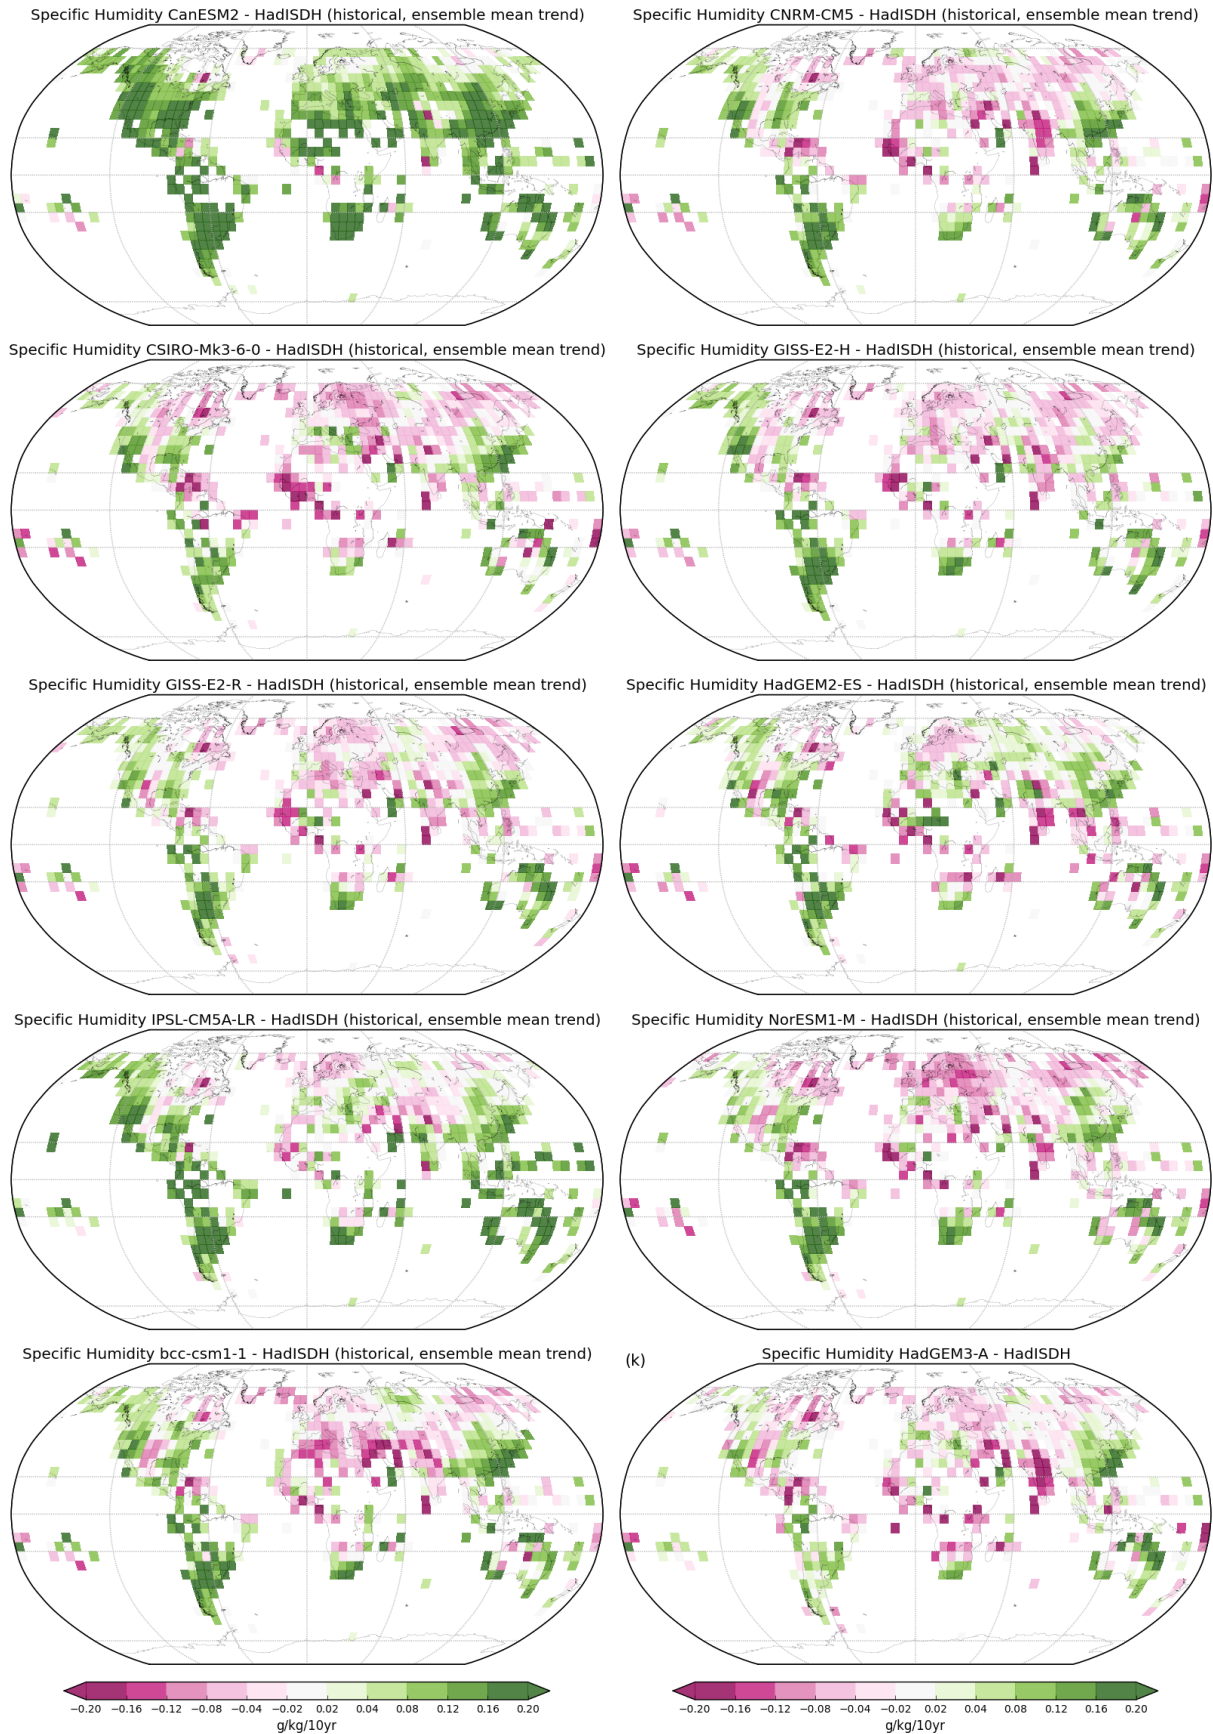 Specific Humidity CanESM2 - HadISDH (historical, ensemble mean trend)
Specific Humidity CNRM-CM5 - HadISDH (historical, ensemble mean trend)
Specific Humidity CSIRO-Mk3-6-0 - HadISDH (historical, ensemble mean trend)
Specific Humidity GISS-E2-H - HadISDH (historical, ensemble mean trend)
Specific Humidity GISS-E2-R - HadISDH (historical, ensemble mean trend)
Specific Humidity HadGEM2-ES - HadISDH (historical, ensemble mean trend)
Specific Humidity IPSL-CM5A-LR - HadISDH (historical, ensemble mean trend)
Specific Humidity NorESM1-M - HadISDH (historical, ensemble mean trend)
Specific Humidity bcc-csm1-1 - HadISDH (historical, ensemble mean trend)
(k) Specific Humidity HadGEM3-A - HadISDH
−0.20 −0.16 −0.12 −0.08 −0.04 −0.02 0.02 0.04 0.08 0.12 0.16 0.20
g/kg/10yr
−0.20 −0.16 −0.12 −0.08 −0.04 −0.02 0.02 0.04 0.08 0.12 0.16 0.20
g/kg/10yr